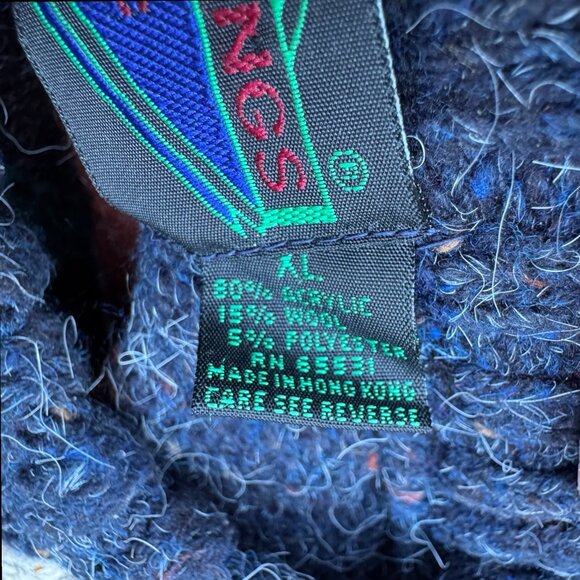 NGS
®
XL
80% ACRYLIC
15% WOOL
5% POLYESTER
RN 65531
MADE IN HONG KONG
CARE SEE REVERSE